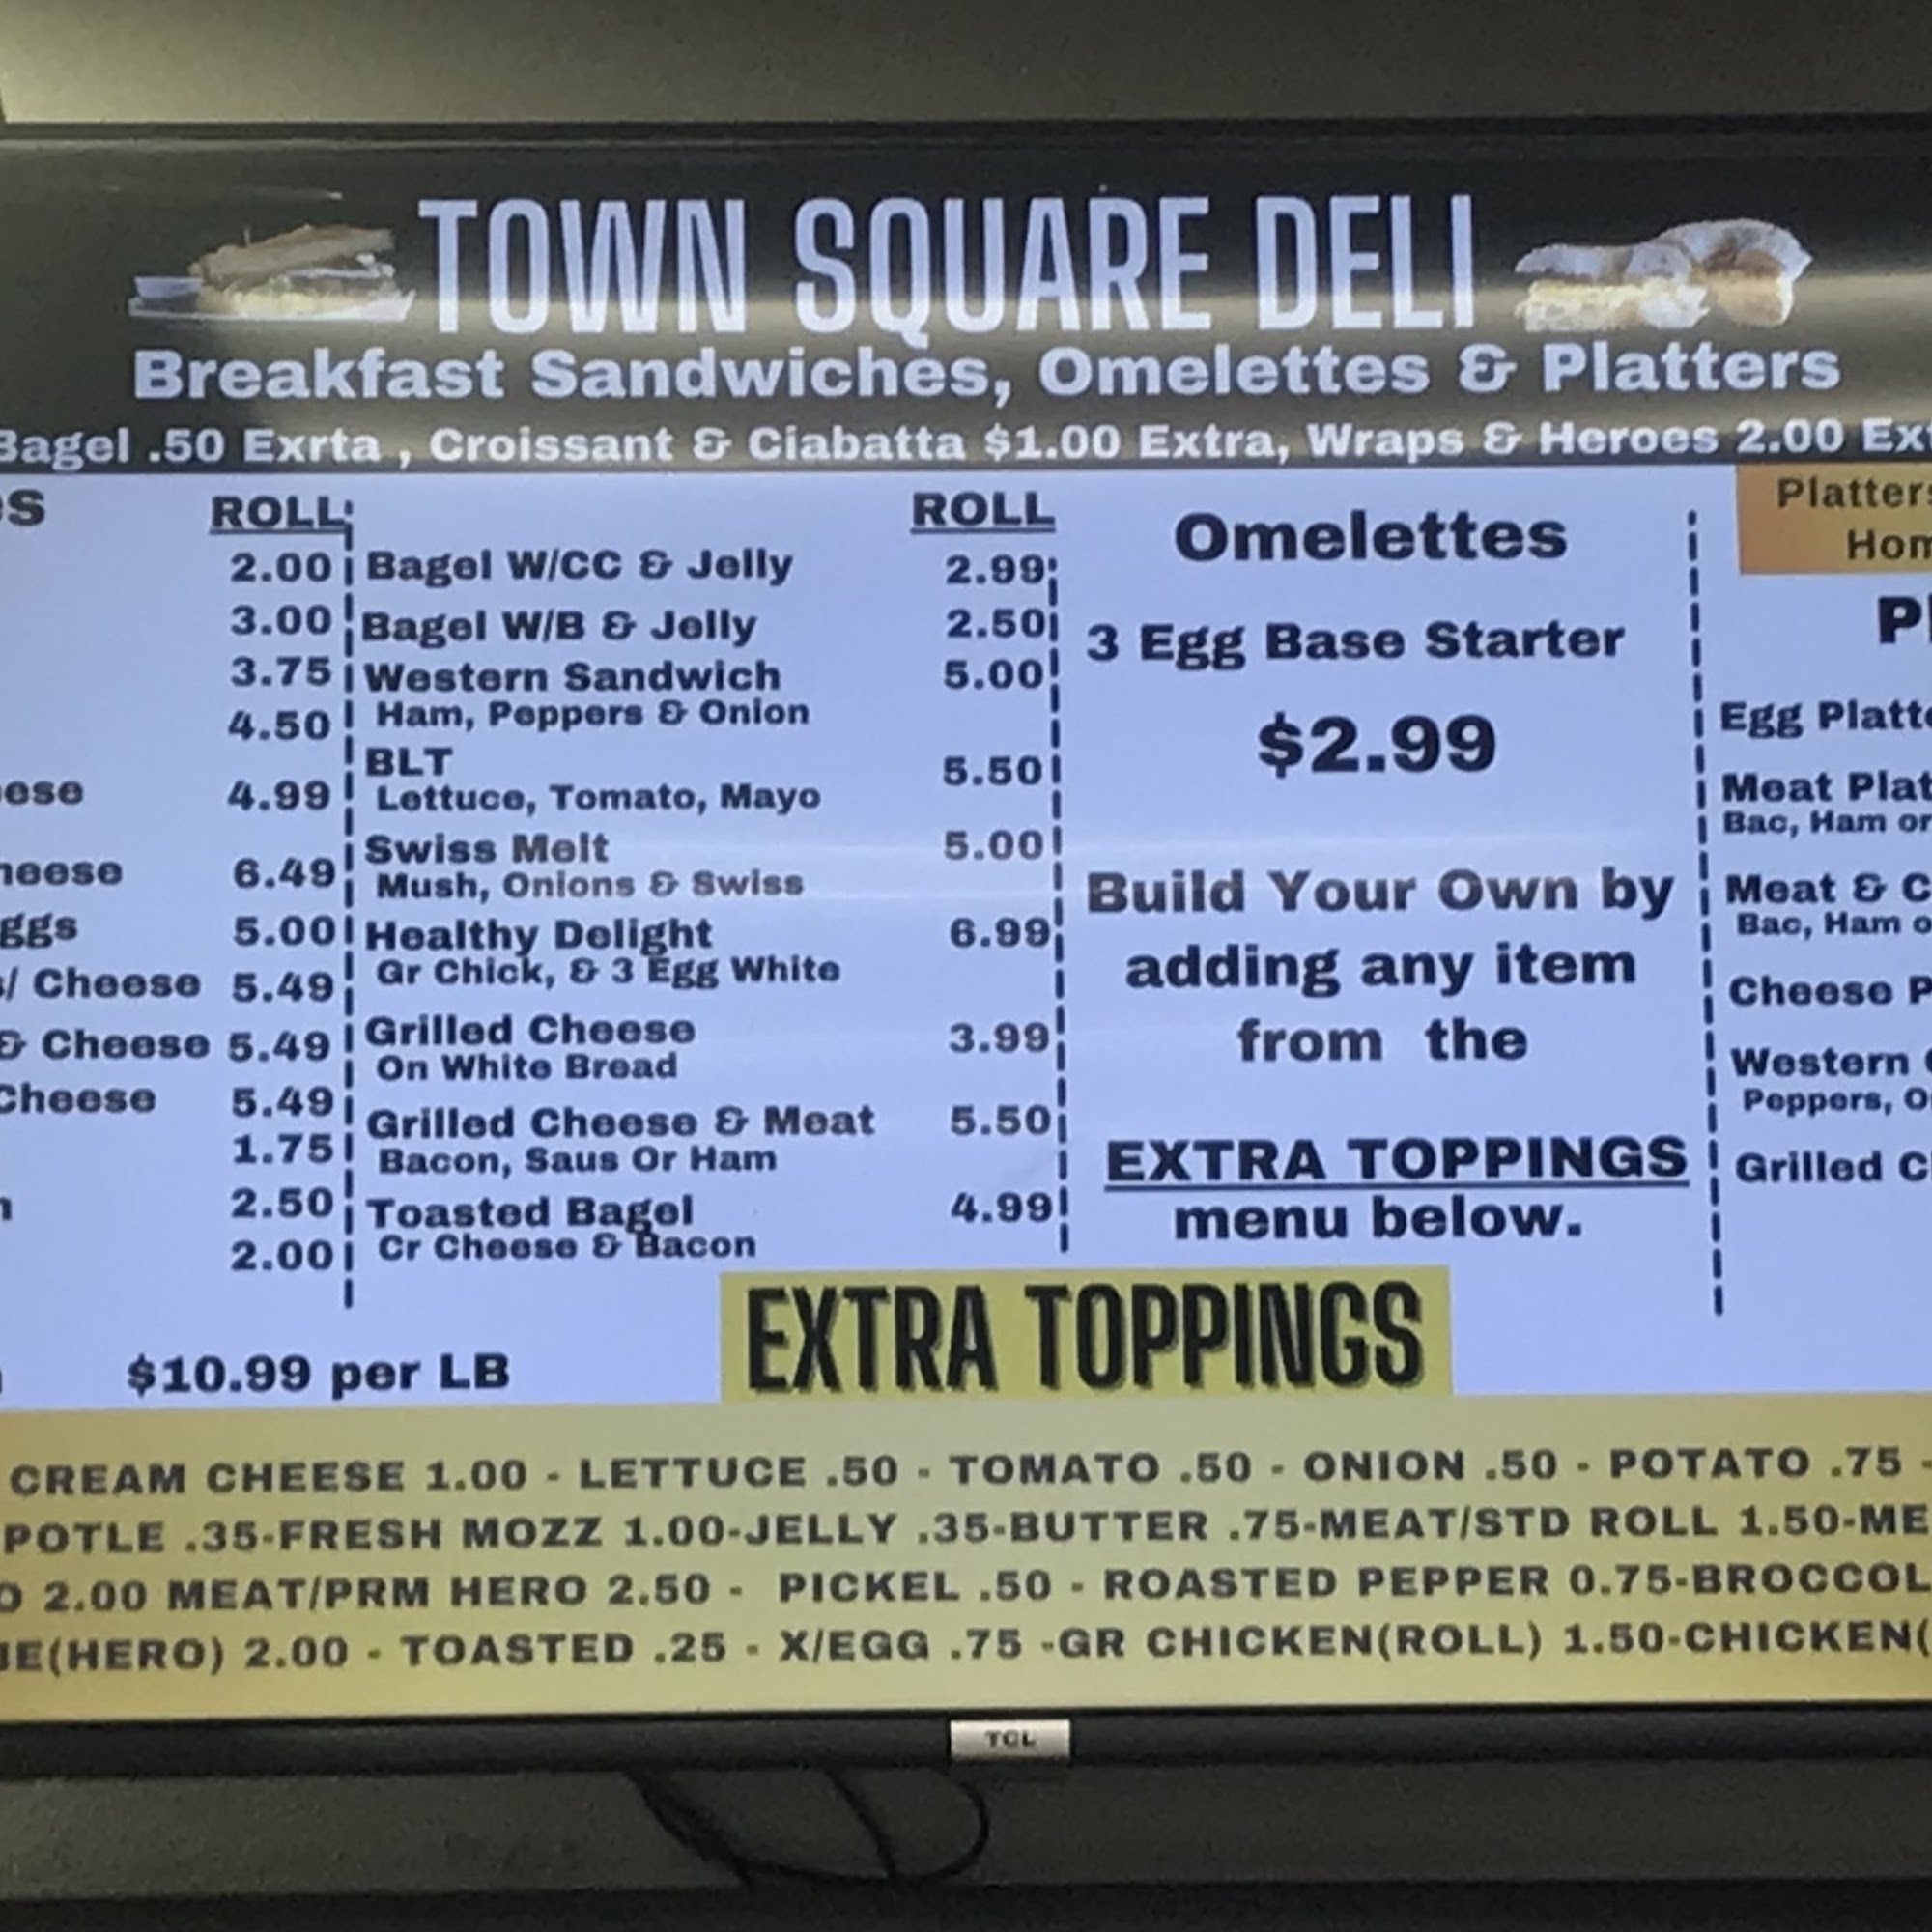 TOWN SQUARE DELI
Breakfast Sandwiches, Omelettes & Platters
Bagel .50 Exrta , Croissant & Ciabatta $1.00 Extra, Wraps & Heroes 2.00
ROLL
2.00
3.00
3.75
4.50
4.99
6.49
5.00
/ Cheese 5.49
& Cheese 5.49
Cheese 5.49
1.75
2.50
2.00
$10.99 per LB
ROLL
Bagel W/CC & Jelly 2.99
Bagel W/B & Jelly 2.50
Western Sandwich 5.00
Ham, Peppers & Onion
BLT 5.50
Lettuce, Tomato, Mayo
Swiss Melt 5.00
Mush, Onions & Swiss
Healthy Delight 6.99
Gr Chick, & 3 Egg White
Grilled Cheese 3.99
On White Bread
Grilled Cheese & Meat 5.50
Bacon, Saus Or Ham
Toasted Bagel 4.99
Cr Cheese & Bacon
Omelettes
3 Egg Base Starter
$2.99
Build Your Own by
adding any item
from the
EXTRA TOPPINGS
menu below.
Platters
Egg
Meat
Bac, Ham or
Meat &
Bac, Ham
Cheese
Western
Peppers,
Grilled
EXTRA TOPPINGS
CREAM CHEESE 1.00 - LETTUCE .50 - TOMATO .50 - ONION .50 - POTATO .75 -
.35-FRESH MOZZ 1.00-JELLY .35-BUTTER .75-MEAT/STD ROLL 1.50-
2.00 MEAT/PRM HERO 2.50 - PICKEL .50 - ROASTED PEPPER 0.75-
(HERO) 2.00 - TOASTED .25 - X/EGG .75 -GR CHICKEN(ROLL) 1.50-CHICKEN(
TCL